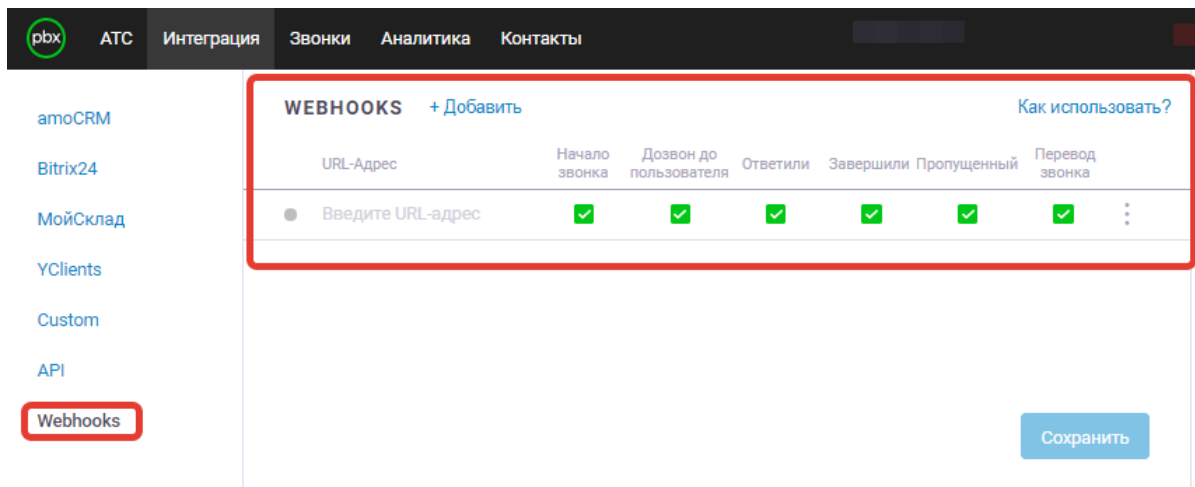 pbx АТС Интеграция Звонки Аналитика Контакты
amoCRM
Bitrix24
МойСклад
YClients
Custom
API
Webhooks
WEBHOOKS + Добавить Как использовать?
URL-Адрес Начало звонка Дозвон до пользователя Ответили Завершили Пропущенный Перевод звонка
Введите URL-адрес
Сохранить